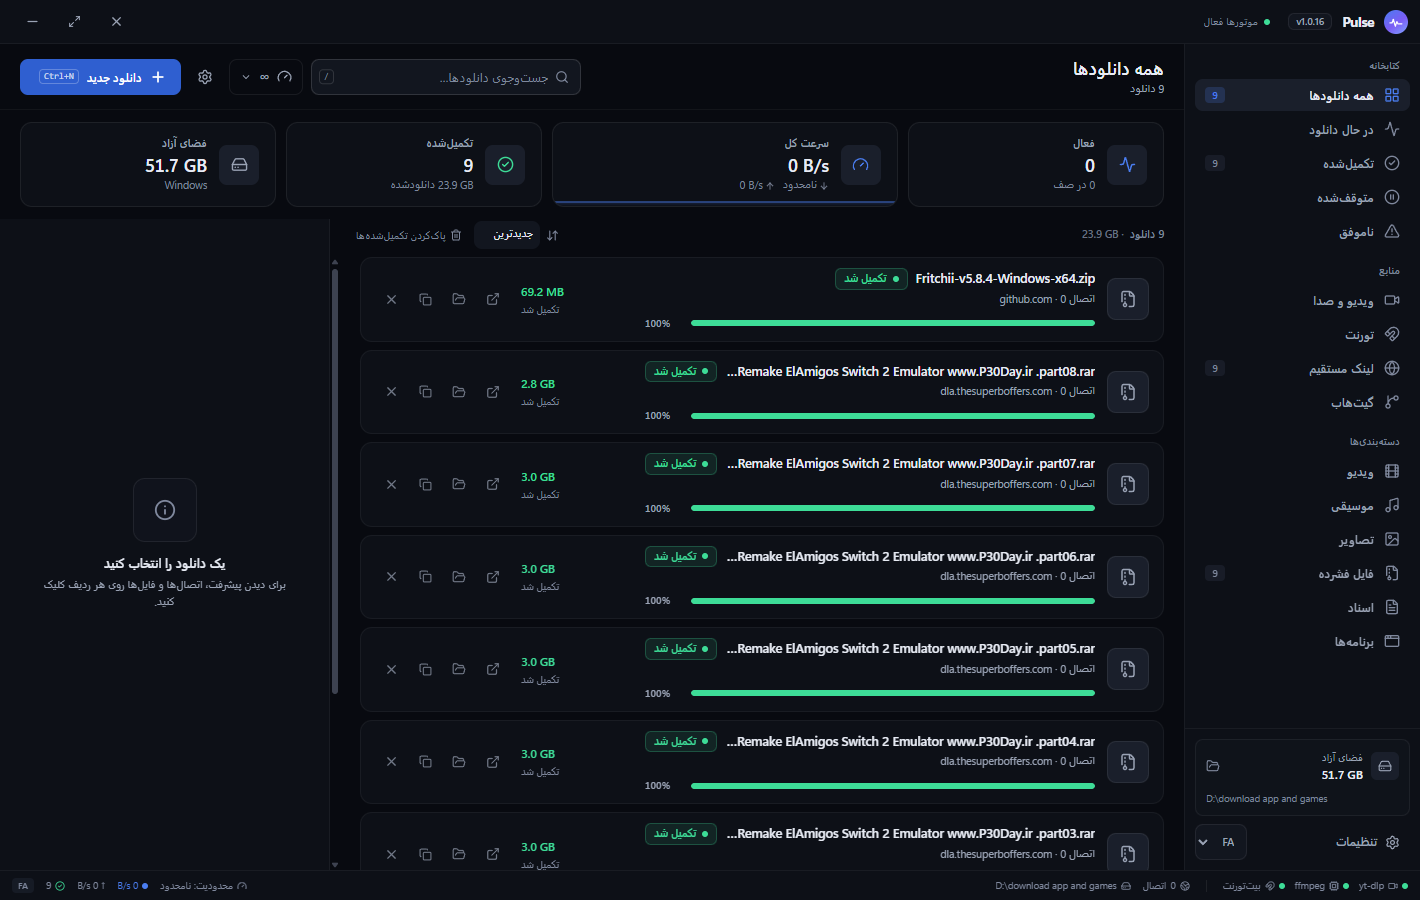 Pulse
v1.0.16
موتورها فعال
کتابخانه
همه دانلودها 9
در حال دانلود
تکمیل‌شده 9
متوقف‌شده
ناموفق
منابع
ویدیو و صدا
تورنت
لینک مستقیم 9
گیت‌هاب
دسته‌بندی‌ها
ویدیو
موسیقی
تصاویر
فایل فشرده 9
اسناد
برنامه‌ها
فضای آزاد
51.7 GB
D:\download app and games
تنظیمات
FA
همه دانلودها
9 دانلود
جست‌وجوی دانلودها...
/
∞
دانلود جدید Ctrl+N
فعال
0
0 در صف
سرعت کل
0 B/s
↓ نامحدود ↑ 0 B/s
تکمیل‌شده
9
23.9 GB دانلودشده
فضای آزاد
51.7 GB
Windows
9 دانلود · 23.9 GB
جدیدترین
پاک‌کردن تکمیل‌شده‌ها
Fritchii-v5.8.4-Windows-x64.zip
تکمیل شد
github.com · 0 اتصال
100%
69.2 MB
تکمیل شد
...Remake ElAmigos Switch 2 Emulator www.P30Day.ir .part08.rar
تکمیل شد
dla.thesuperboffers.com · 0 اتصال
100%
2.8 GB
تکمیل شد
...Remake ElAmigos Switch 2 Emulator www.P30Day.ir .part07.rar
تکمیل شد
dla.thesuperboffers.com · 0 اتصال
100%
3.0 GB
تکمیل شد
...Remake ElAmigos Switch 2 Emulator www.P30Day.ir .part06.rar
تکمیل شد
dla.thesuperboffers.com · 0 اتصال
100%
3.0 GB
تکمیل شد
...Remake ElAmigos Switch 2 Emulator www.P30Day.ir .part05.rar
تکمیل شد
dla.thesuperboffers.com · 0 اتصال
100%
3.0 GB
تکمیل شد
...Remake ElAmigos Switch 2 Emulator www.P30Day.ir .part04.rar
تکمیل شد
dla.thesuperboffers.com · 0 اتصال
100%
3.0 GB
تکمیل شد
...Remake ElAmigos Switch 2 Emulator www.P30Day.ir .part03.rar
تکمیل شد
dla.thesuperboffers.com · 0 اتصال
3.0 GB
تکمیل شد
یک دانلود را انتخاب کنید
برای دیدن پیشرفت، اتصال‌ها و فایل‌ها روی هر ردیف کلیک
کنید.
yt-dlp
ffmpeg
بیت‌تورنت
0 اتصال
D:\download app and games
محدودیت: نامحدود
B/s 0
B/s 0 ↑
9
FA